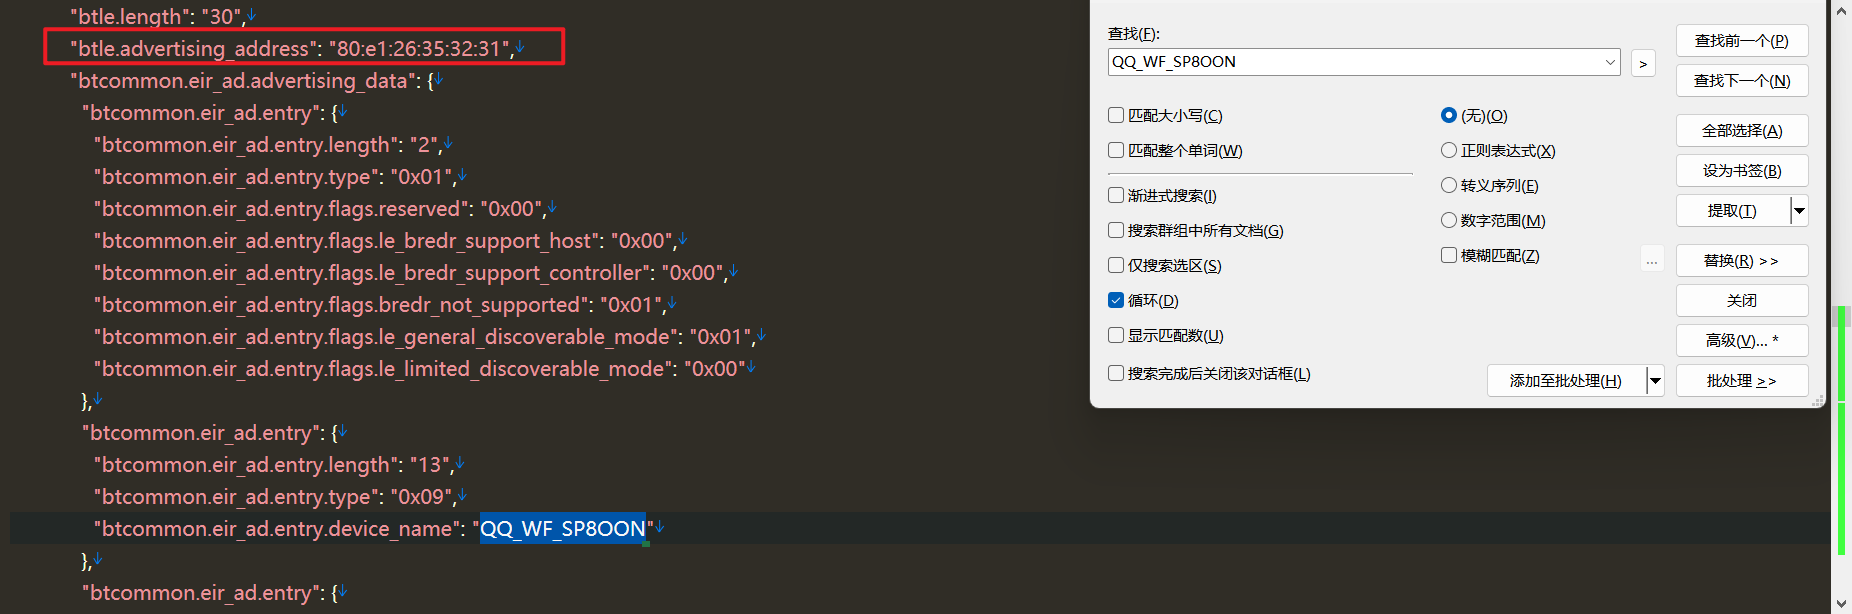 "btle.length": "30",↓
"btle.advertising_address": "80:e1:26:35:32:31",↓
"btcommon.eir_ad.advertising_data": {↓
"btcommon.eir_ad.entry": {↓
"btcommon.eir_ad.entry.length": "2",↓
"btcommon.eir_ad.entry.type": "0x01",↓
"btcommon.eir_ad.entry.flags.reserved": "0x00",↓
"btcommon.eir_ad.entry.flags.le_bredr_support_host": "0x00",↓
"btcommon.eir_ad.entry.flags.le_bredr_support_controller": "0x00",↓
"btcommon.eir_ad.entry.flags.bredr_not_supported": "0x01",↓
"btcommon.eir_ad.entry.flags.le_general_discoverable_mode": "0x01",↓
"btcommon.eir_ad.entry.flags.le_limited_discoverable_mode": "0x00"↓
},↓
"btcommon.eir_ad.entry": {↓
"btcommon.eir_ad.entry.length": "13",↓
"btcommon.eir_ad.entry.type": "0x09",↓
"btcommon.eir_ad.entry.device_name": "QQ_WF_SP8OON"↓
},↓
"btcommon.eir_ad.entry": {↓
查找(F):
QQ_WF_SP8OON
>
匹配大小写(C)
匹配整个单词(W)
渐进式搜索(I)
搜索群组中所有文档(G)
仅搜索选区(S)
循环(D)
显示匹配数(U)
搜索完成后关闭该对话框(L)
(无)(O)
正则表达式(X)
转义序列(E)
数字范围(M)
模糊匹配(Z)
...
添加至批处理(H)
查找前一个(P)
查找下一个(N)
全部选择(A)
设为书签(B)
提取(T)
替换(R) >>
关闭
高级(V)... *
批处理 >>